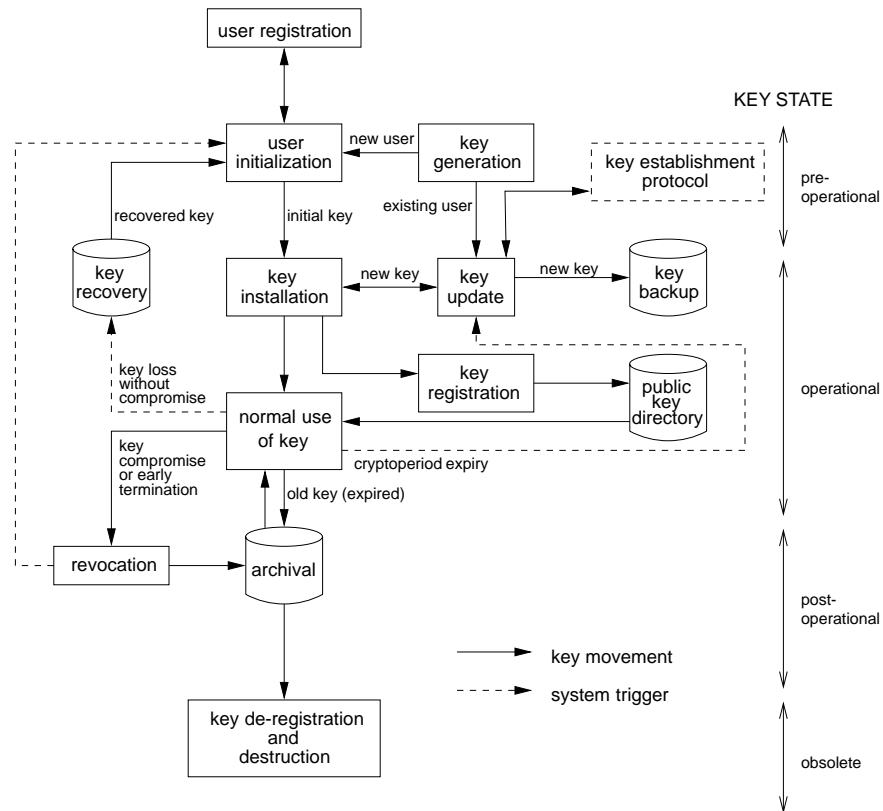 user registration
KEY STATE
user
initialization
new user
key
generation
key establishment
protocol
pre-
operational
recovered key
initial key
existing user
key
recovery
key
installation
new key
key
update
new key
key
backup
key loss
without
compromise
key
registration
public
key
directory
operational
normal use
of key
key
compromise
or early
termination
cryptoperiod expiry
old key (expired)
revocation
archival
post-
operational
key movement
system trigger
key de-registration
and
destruction
obsolete